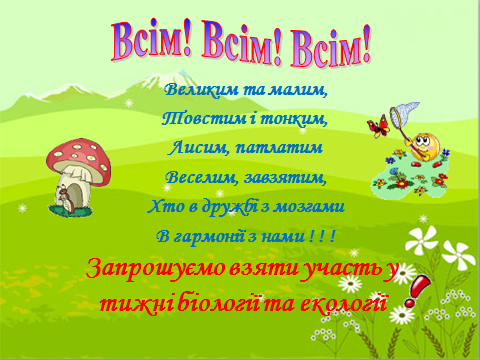 Всім! Всім! Всім!
Великим та малим,
Товстим і тонким,
Лисим, патлатим
Веселим, завзятим,
Хто в дружбі з мозгами
В гармонії з нами ! ! !
Запрошуємо взяти участь у
тижні біології та екології !